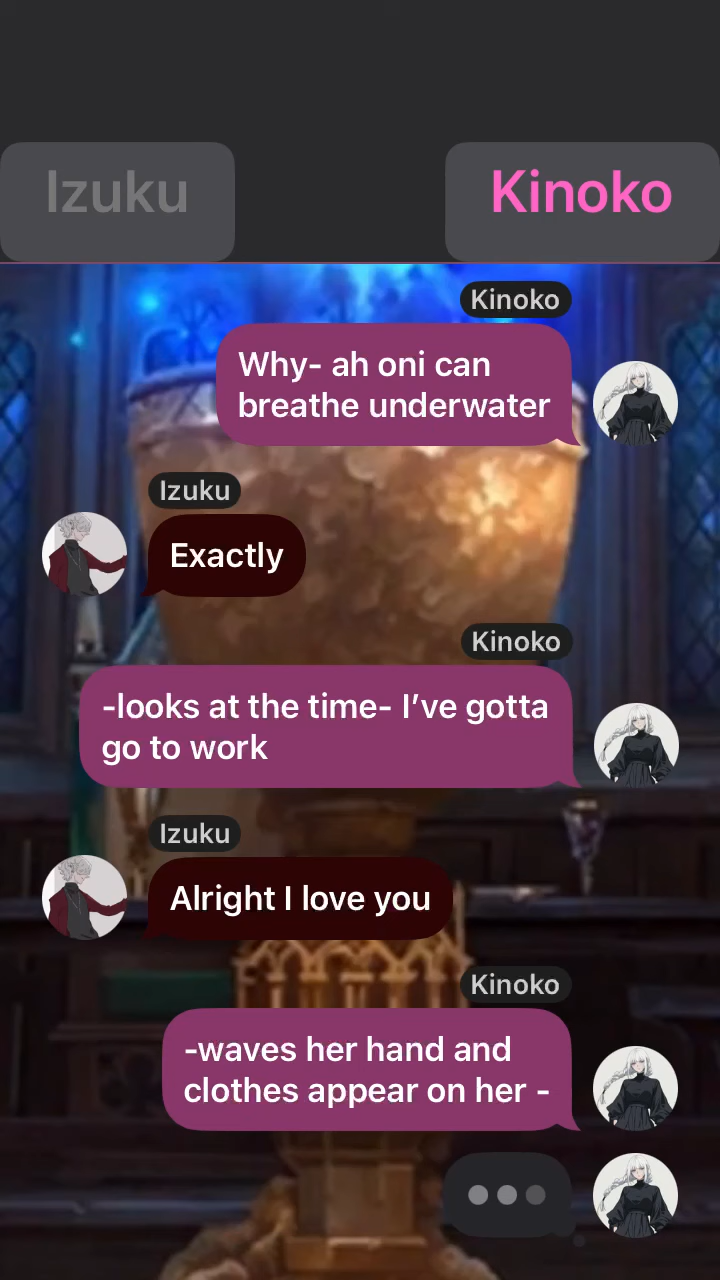 Izuku
Kinoko
Kinoko
Why- ah oni can
breathe underwater
Izuku
Exactly
Kinoko
-looks at the time- I’ve gotta
go to work
Izuku
Alright I love you
Kinoko
-waves her hand and
clothes appear on her -